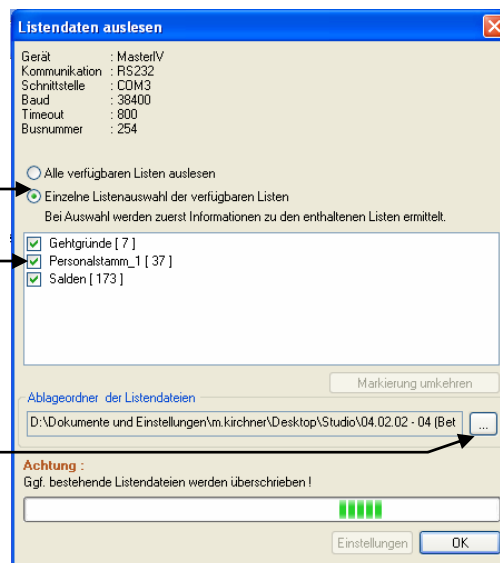 Listendaten auslesen
Gerät : MasterIV
Kommunikation : RS232
Schnittstelle : COM3
Baud : 38400
Timeout : 800
Busnummer : 254
Alle verfügbaren Listen auslesen
Einzelne Listenauswahl der verfügbaren Listen
Bei Auswahl werden zuerst Informationen zu den enthaltenen Listen ermittelt.
Gehtgründe [ 7 ]
Personalstamm_1 [ 37 ]
Salden [ 173 ]
Markierung umkehren
Ablageordner der Listendateien
D:\Dokumente und Einstellungen\m.kirchner\Desktop\Studio\04.02.02 - 04 (Bet
...
Achtung :
Ggf. bestehende Listendateien werden überschrieben !
Einstellungen
OK